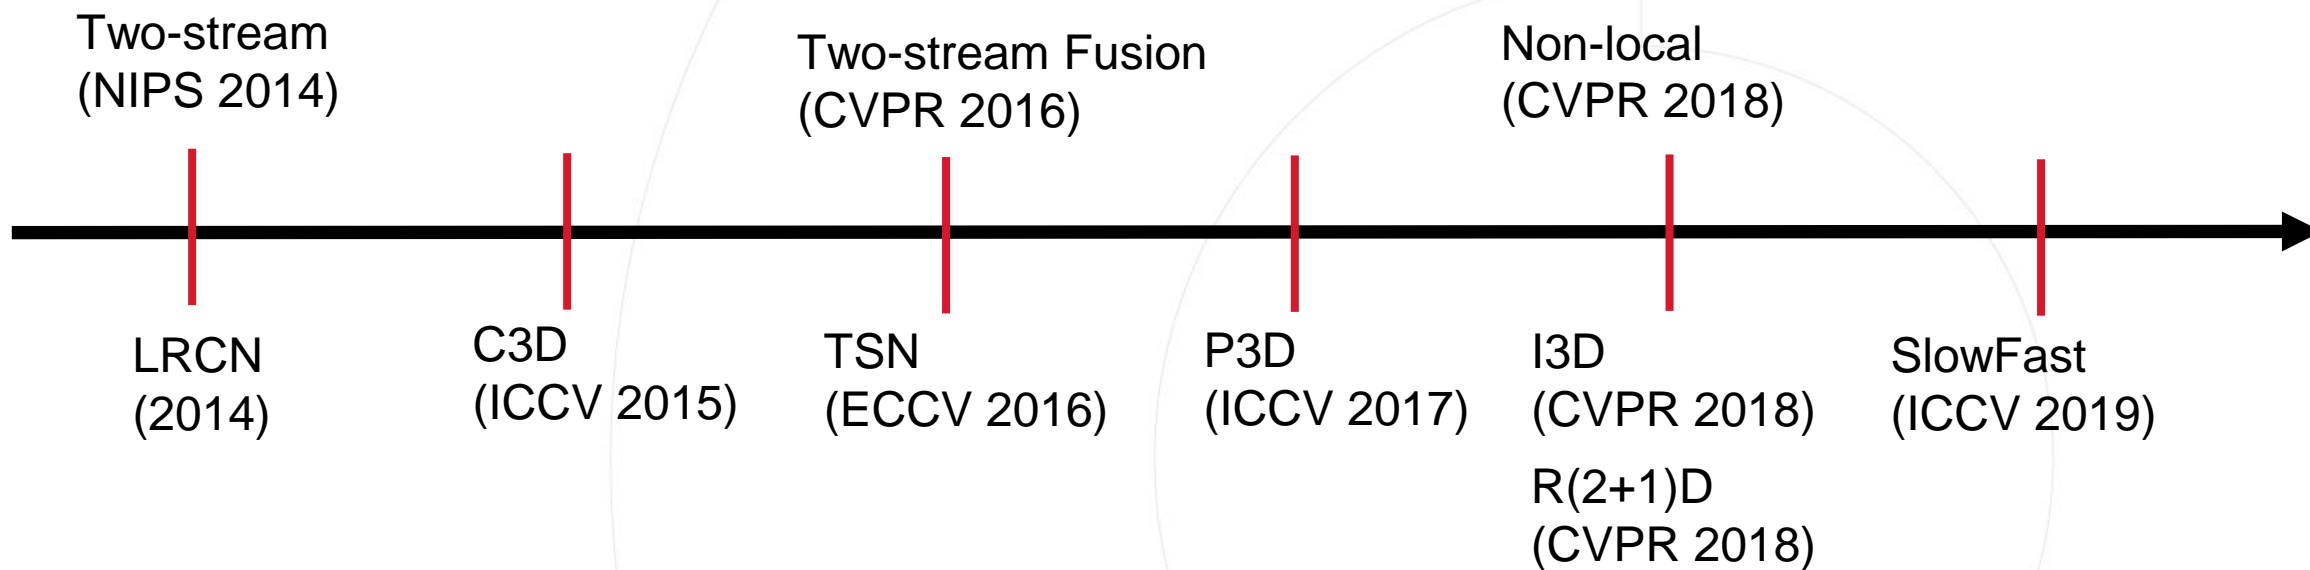 Two-stream
(NIPS 2014)
Two-stream Fusion
(CVPR 2016)
Non-local
(CVPR 2018)
LRCN
(2014)
C3D
(ICCV 2015)
TSN
(ECCV 2016)
P3D
(ICCV 2017)
I3D
(CVPR 2018)
R(2+1)D
(CVPR 2018)
SlowFast
(ICCV 2019)